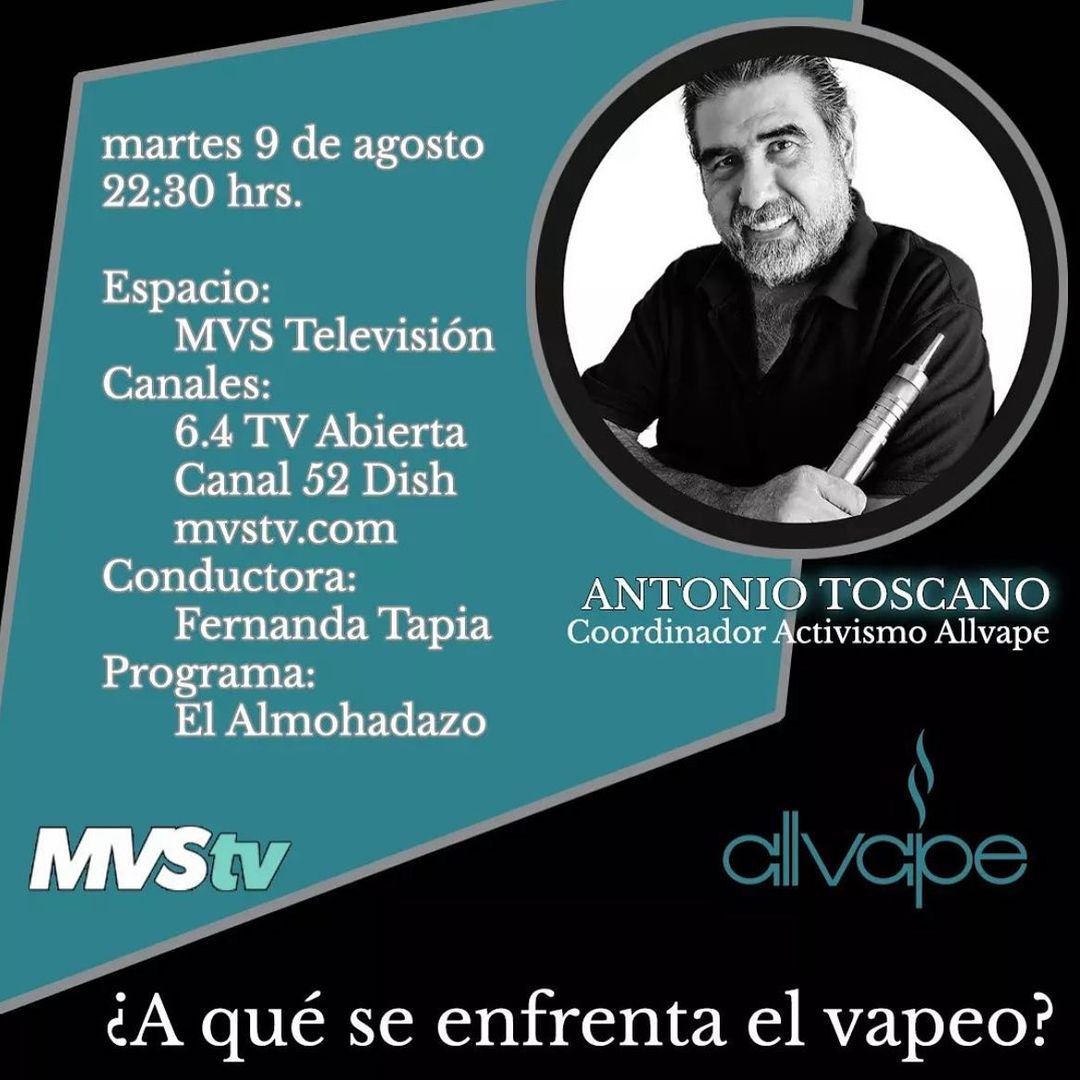 martes 9 de agosto
22:30 hrs.
Espacio:
MVS Televisión
Canales:
6.4 TV Abierta
Canal 52 Dish
mvstv.com
Conductora:
Fernanda Tapia
Programa:
El Almohadazo
ANTONIO TOSCANO
Coordinador Activismo Allvape
MVStv
allvape
¿A qué se enfrenta el vapeo?